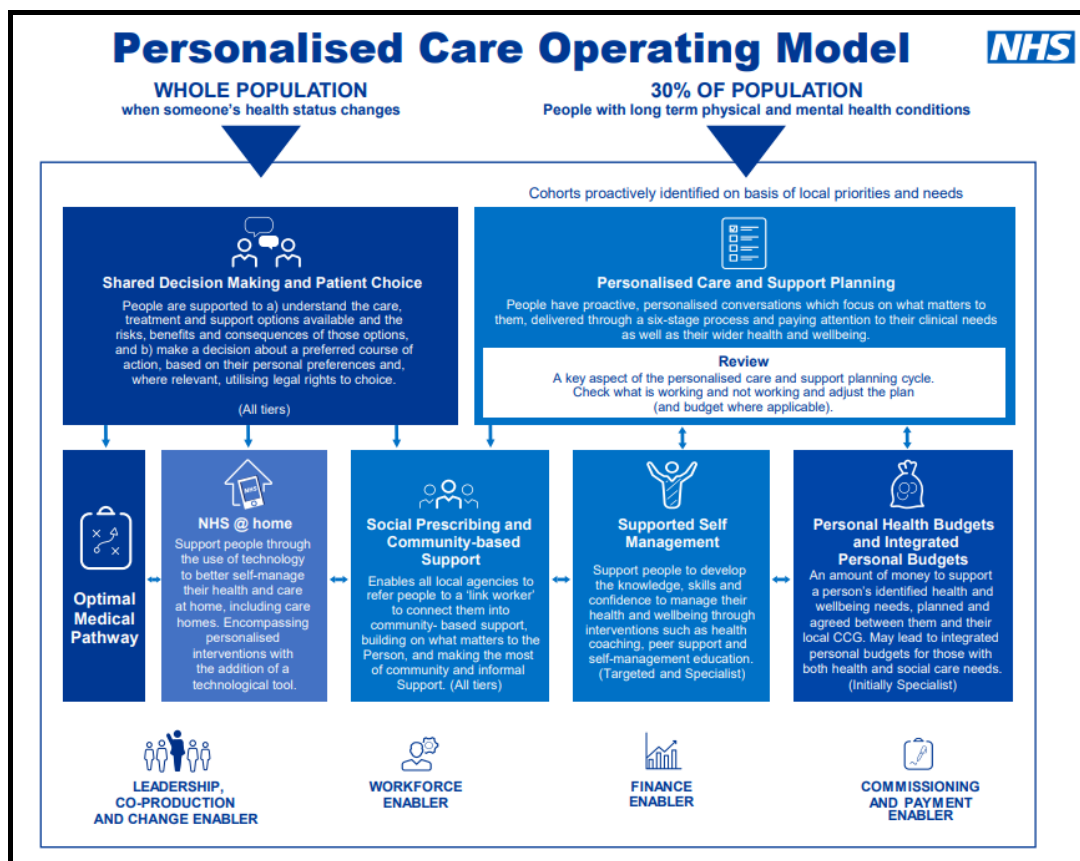 Personalised Care Operating Model
NHS
WHOLE POPULATION
when someone's health status changes
30% OF POPULATION
People with long term physical and mental health conditions
Cohorts proactively identified on basis of local priorities and needs
Shared Decision Making and Patient Choice
People are supported to a) understand the care,
treatment and support options available and the
risks, benefits and consequences of those options,
and b) make a decision about a preferred course of
action, based on their personal preferences and,
where relevant, utilising legal rights to choice.
(All tiers)
Personalised Care and Support Planning
People have proactive, personalised conversations which focus on what matters to
them, delivered through a six-stage process and paying attention to their clinical needs
as well as their wider health and wellbeing.
Review
A key aspect of the personalised care and support planning cycle.
Check what is working and not working and adjust the plan
(and budget where applicable).
Optimal
Medical
Pathway
NHS
NHS @ home
Support people through
the use of technology
to better self-manage
their health and care
at home, including care
homes. Encompassing
personalised
interventions with
the addition of a
technological tool.
Social Prescribing and
Community-based
Support
Enables all local agencies to
refer people to a 'link worker'
to connect them into
community- based support,
building on what matters to the
Person, and making the most
of community and informal
Support. (All tiers)
Supported Self
Management
Support people to develop
the knowledge, skills and
confidence to manage their
health and wellbeing through
interventions such as health
coaching, peer support and
self-management education.
(Targeted and Specialist)
Personal Health Budgets
and Integrated
Personal Budgets
An amount of money to support
a person's identified health and
wellbeing needs, planned and
agreed between them and their
local CCG. May lead to integrated
personal budgets for those with
both health and social care needs.
(Initially Specialist)
LEADERSHIP,
CO-PRODUCTION
AND CHANGE ENABLER
WORKFORCE
ENABLER
FINANCE
ENABLER
COMMISSIONING
AND PAYMENT
ENABLER